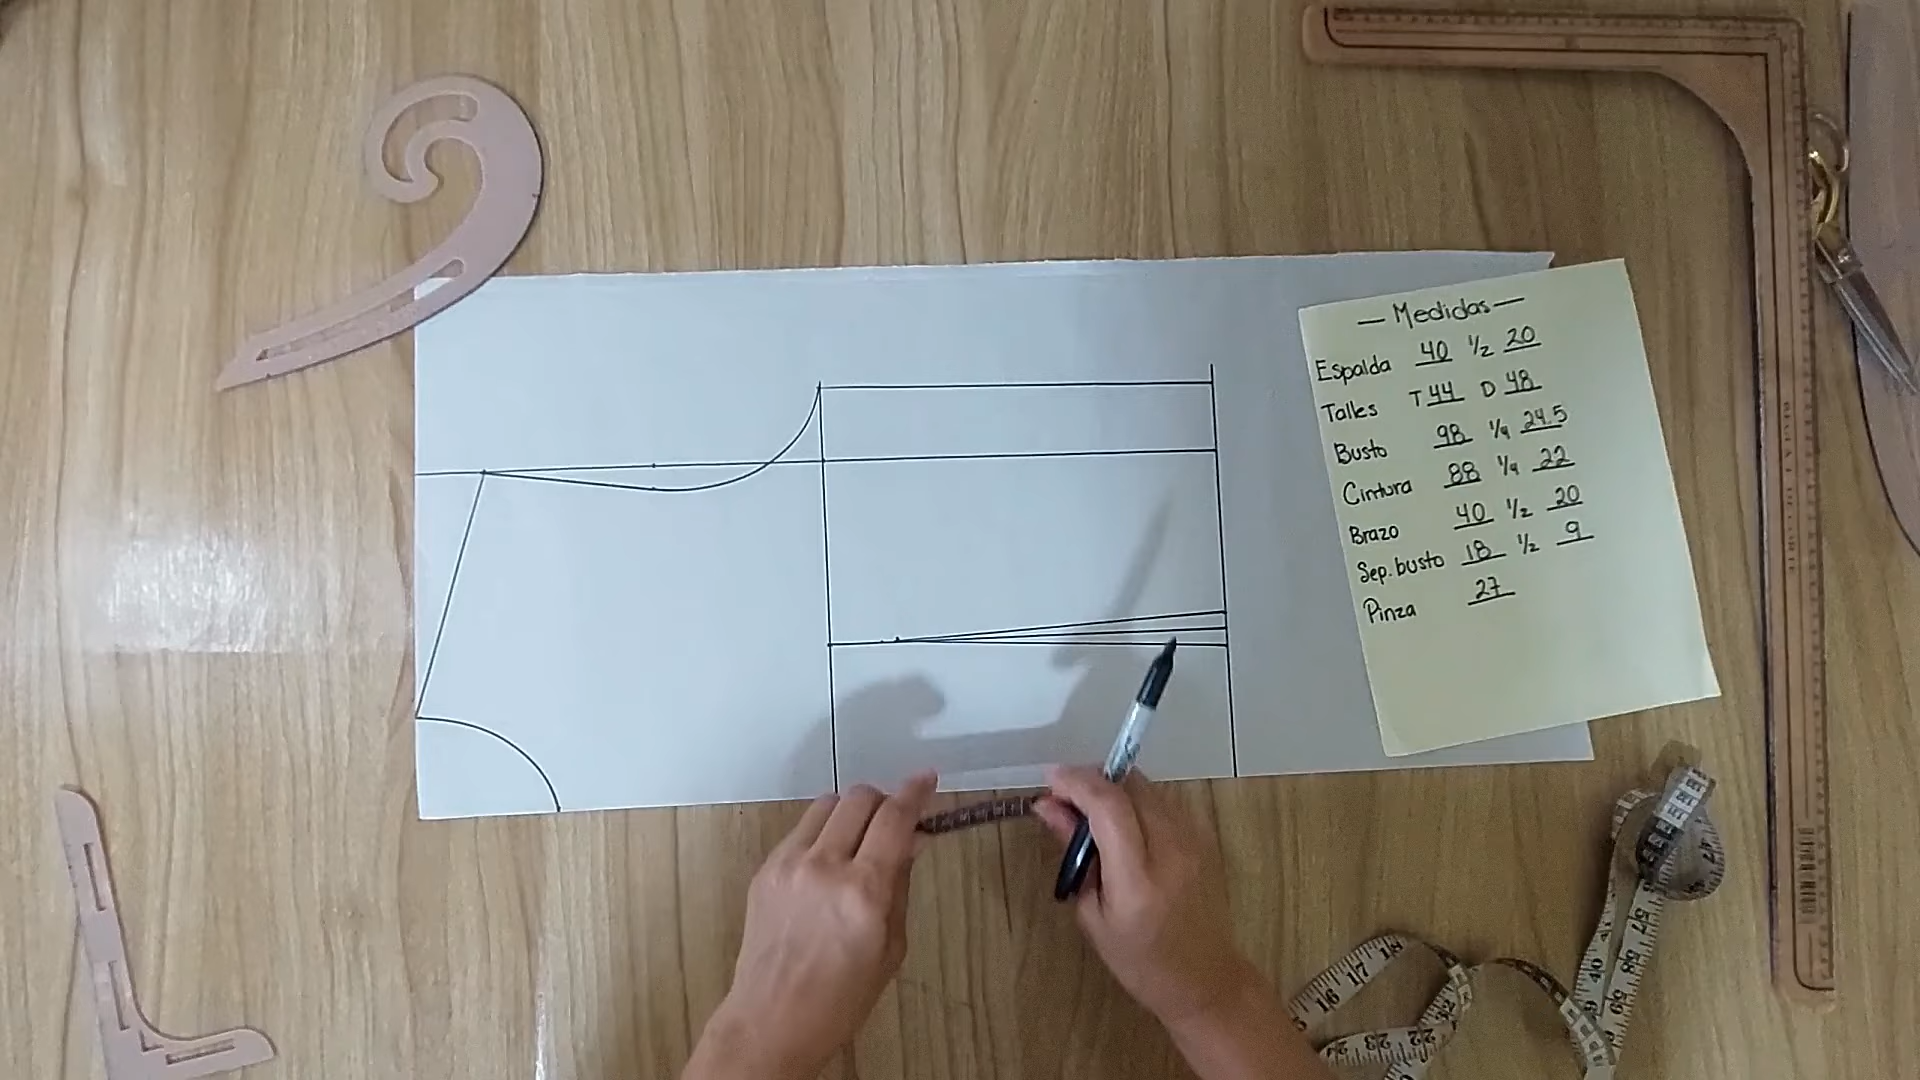 — Medidas —
Espalda 40 1/2 20
Talles T 44 D 48
Busto 98 1/4 24.5
Cintura 88 1/4 22
Brazo 40 1/2 20
Sep. busto 18 1/2 9
Pinza 27